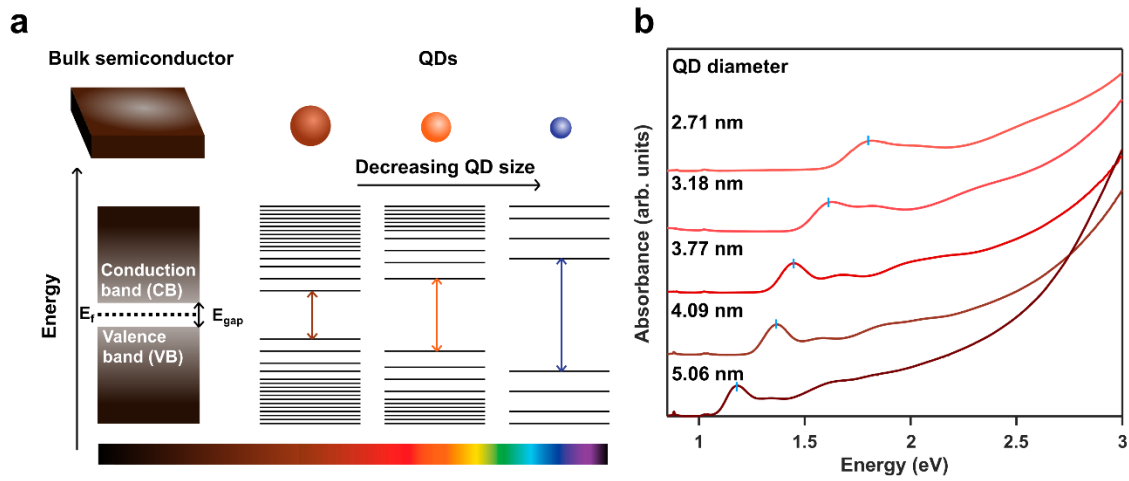 a
Bulk semiconductor
QDs
Decreasing QD size
Energy
Conduction
band (CB)
E_f
E_gap
Valence
band (VB)
b
QD diameter
2.71 nm
3.18 nm
3.77 nm
4.09 nm
5.06 nm
Absorbance (arb. units)
1 1.5 2 2.5 3
Energy (eV)